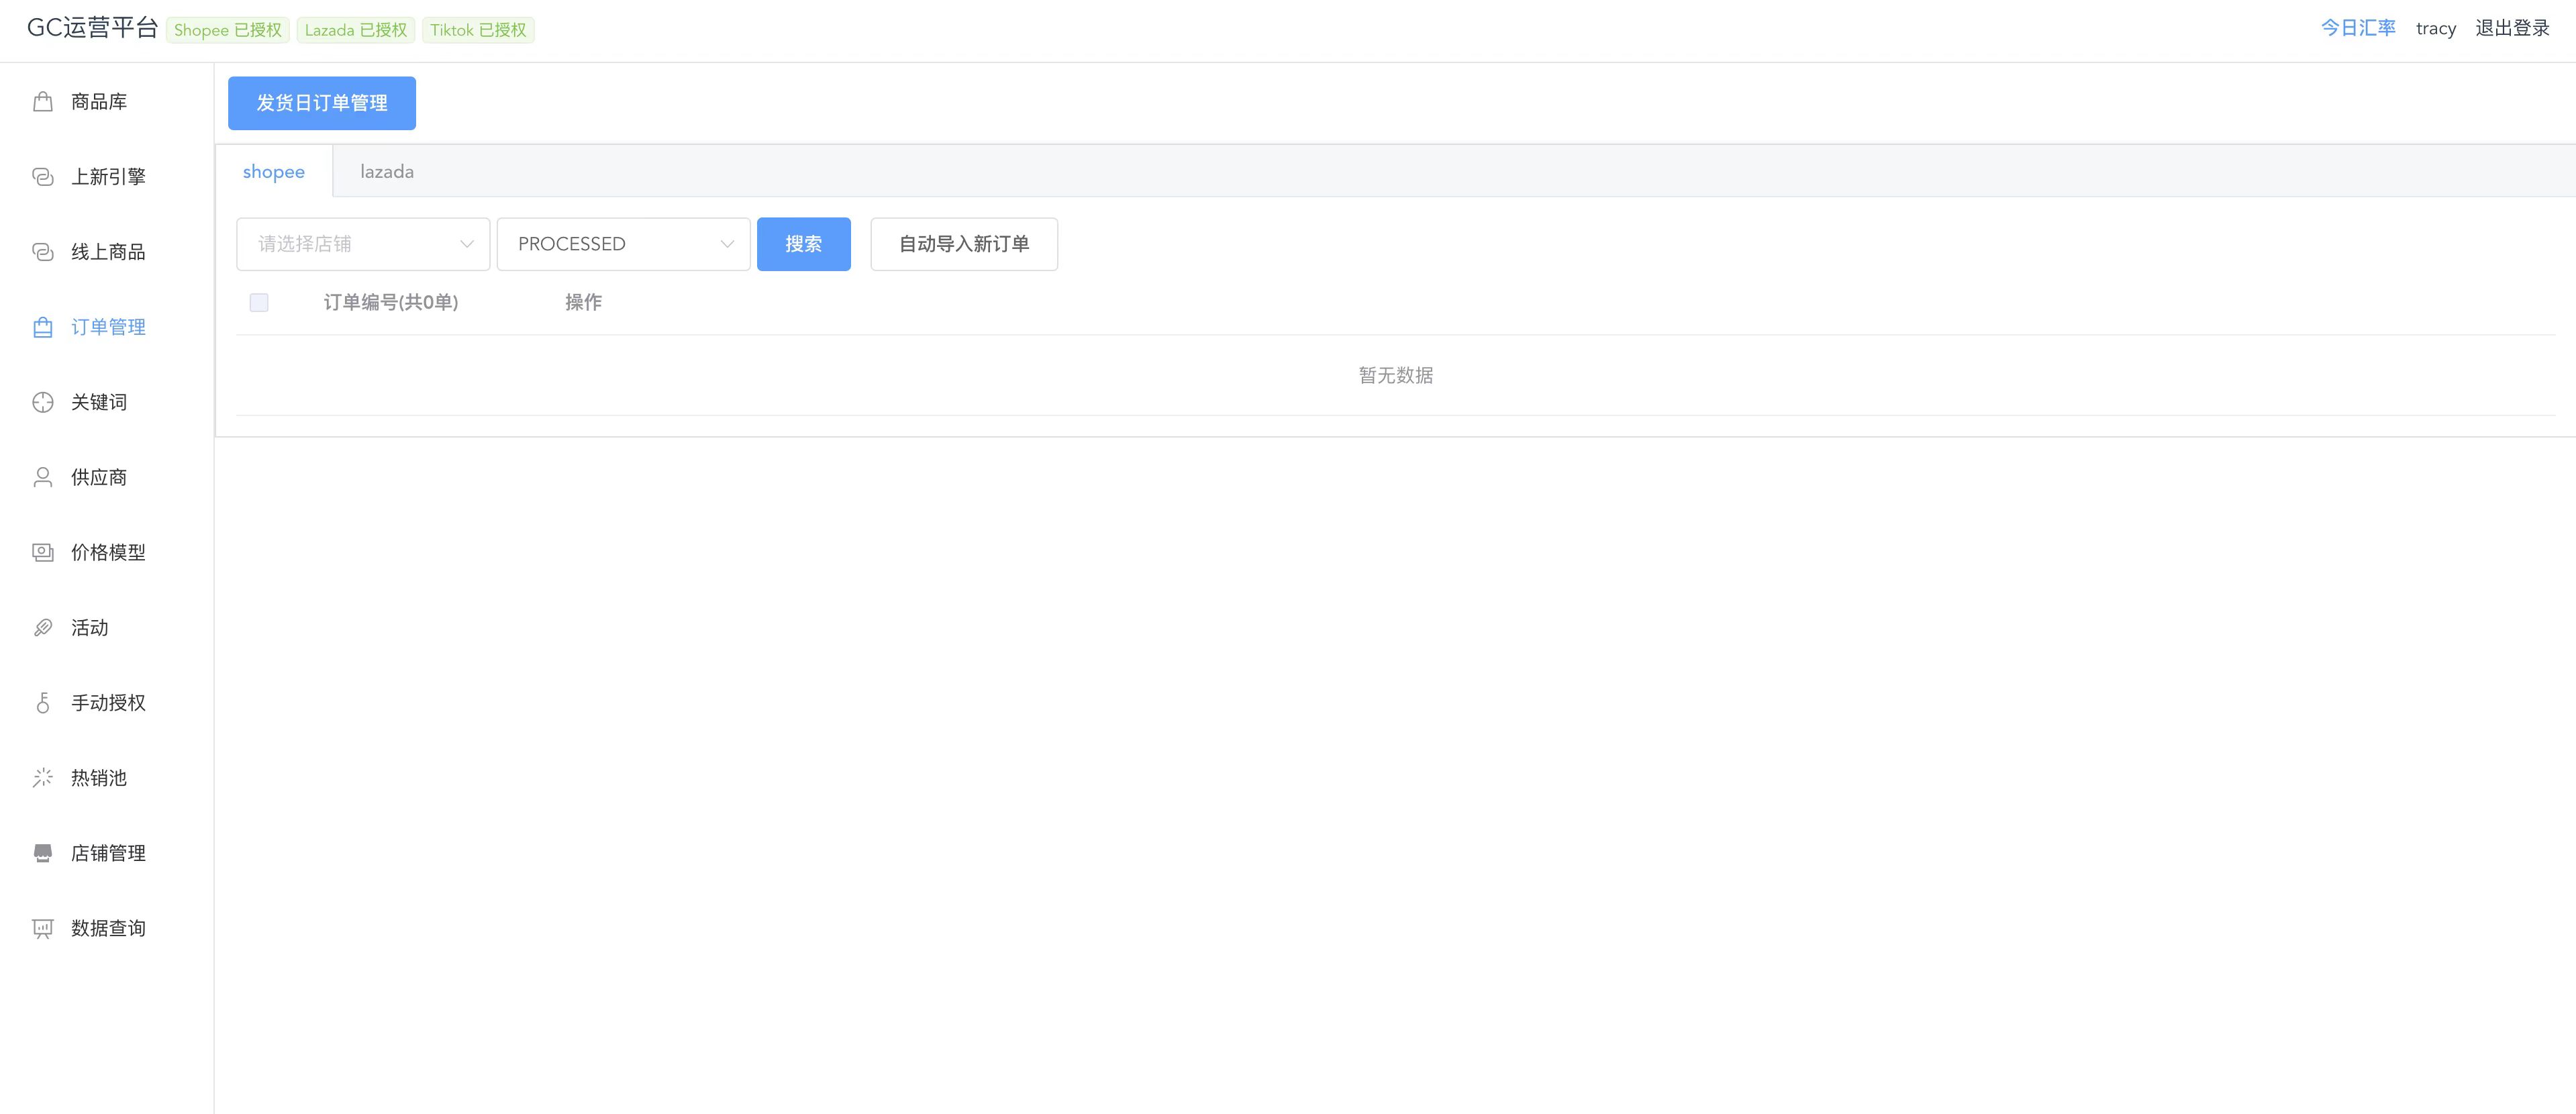 GC运营平台 Shopee 已授权 Lazada 已授权 Tiktok 已授权 今日汇率 tracy 退出登录
商品库
上新引擎
线上商品
订单管理
关键词
供应商
价格模型
活动
手动授权
热销池
店铺管理
数据查询
发货日订单管理
shopee lazada
请选择店铺 PROCESSED 搜索 自动导入新订单
订单编号(共0单) 操作
暂无数据